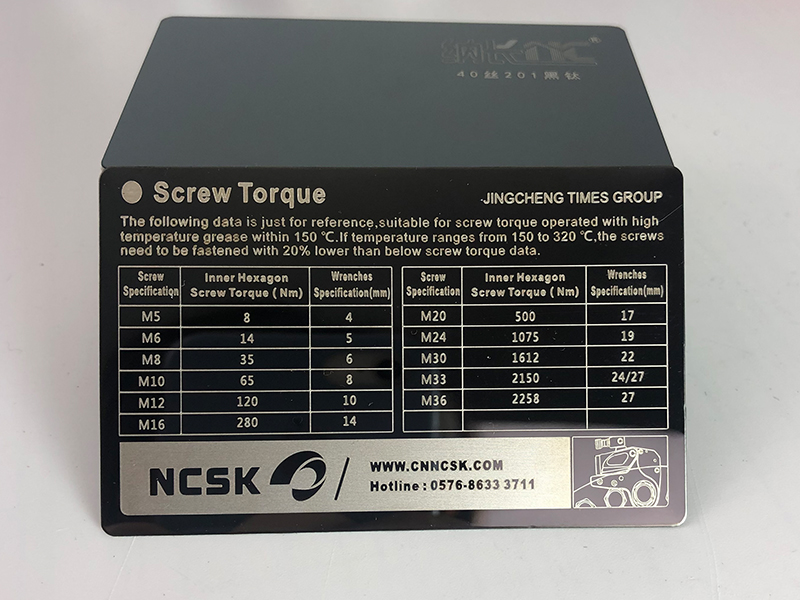 40丝201黑钛
Screw Torque
JINGCHENG TIMES GROUP
The following data is just for reference,suitable for screw torque operated with high
temperature grease within 150 ℃.If temperature ranges from 150 to 320 ℃,the screws
need to be fastened with 20% lower than below screw torque data.
Screw Specification Inner Hexagon Screw Torque ( Nm) Wrenches Specification(mm)
M5 8 4
M6 14 5
M8 35 6
M10 65 8
M12 120 10
M16 280 14
Screw Specification Inner Hexagon Screw Torque ( Nm) Wrenches Specification(mm)
M20 500 17
M24 1075 19
M30 1612 22
M33 2150 24/27
M36 2258 27
NCSK
WWW.CNNCSK.COM
Hotline : 0576-8633 3711